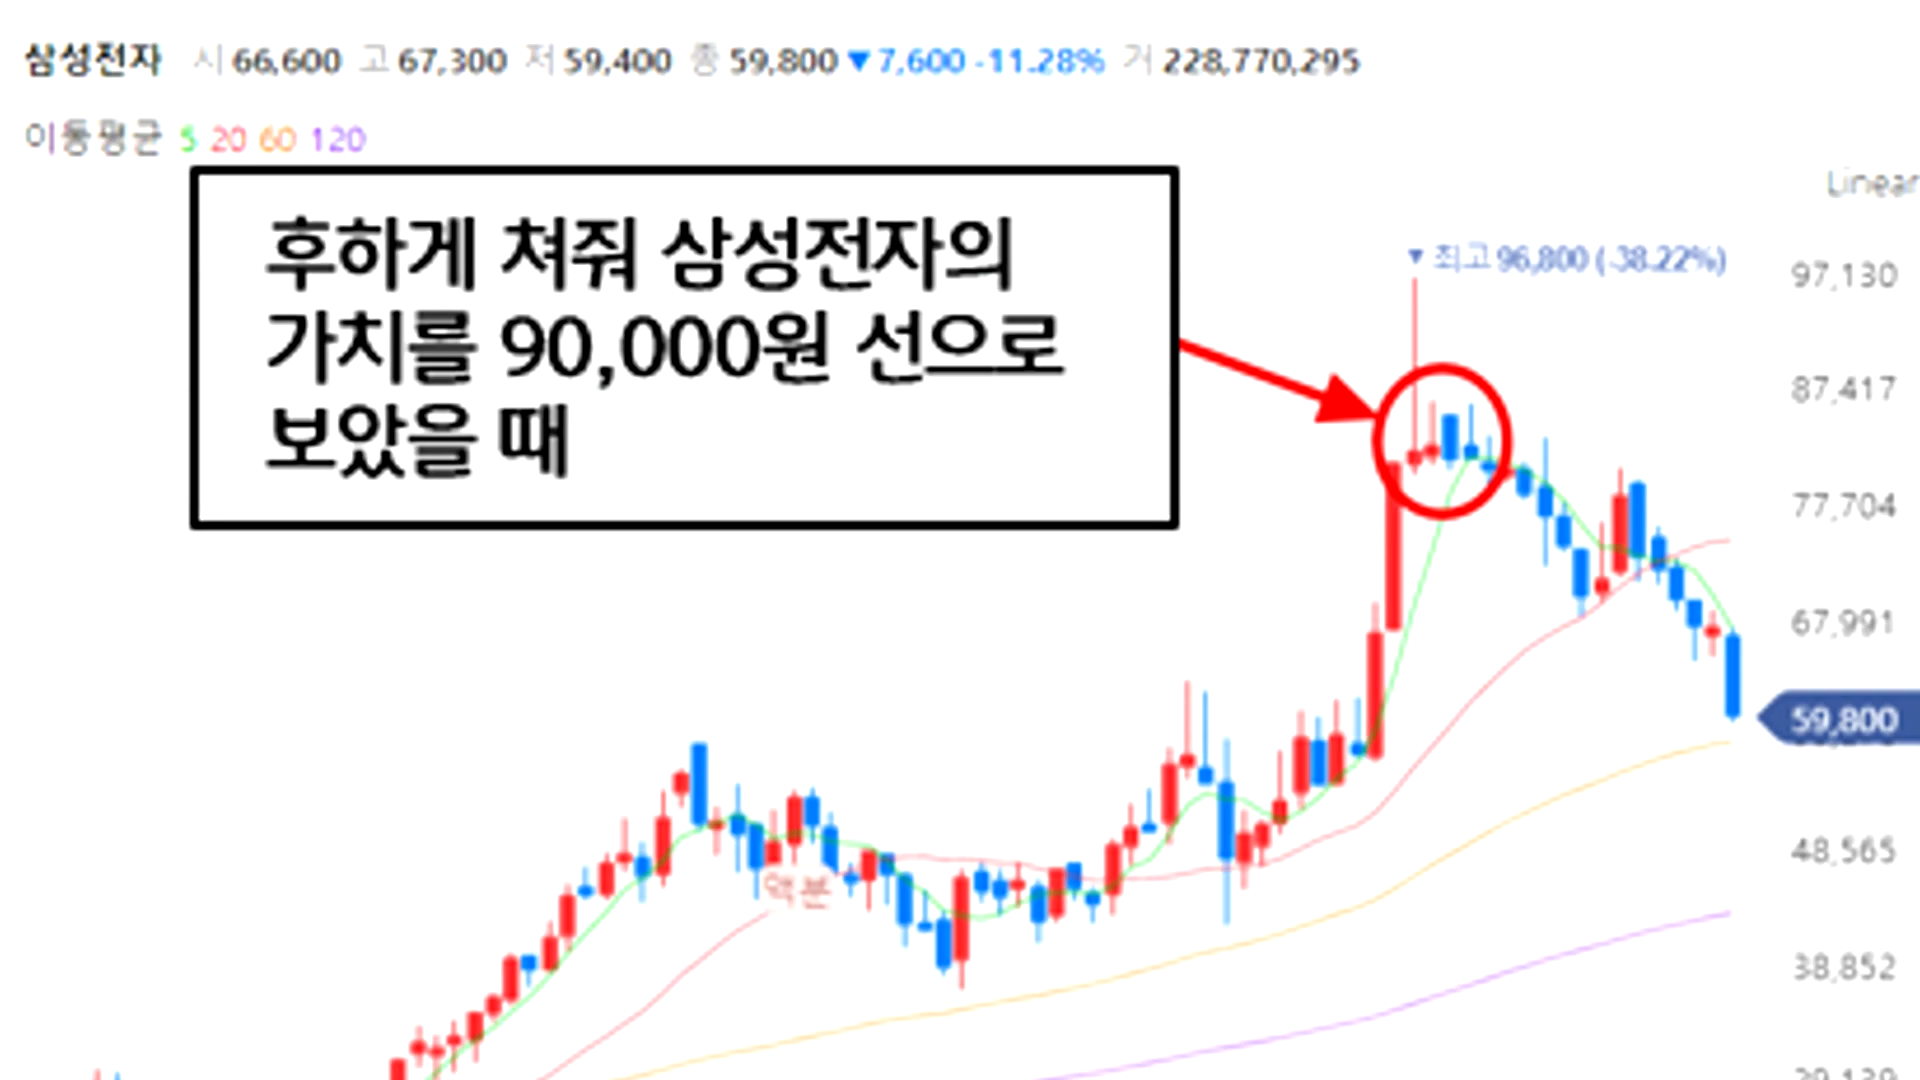 삼성전자 시 66,600 고 67,300 저 59,400 종 59,800 ▼7,600 -11.28% 거 228,770,295
이동평균 5 20 60 120
Linear
후하게 쳐줘 삼성전자의
가치를 90,000원 선으로
보았을 때
▼ 최고 96,800 (-38.22%)
97,130
87,417
77,704
67,991
59,800
48,565
액분
38,852